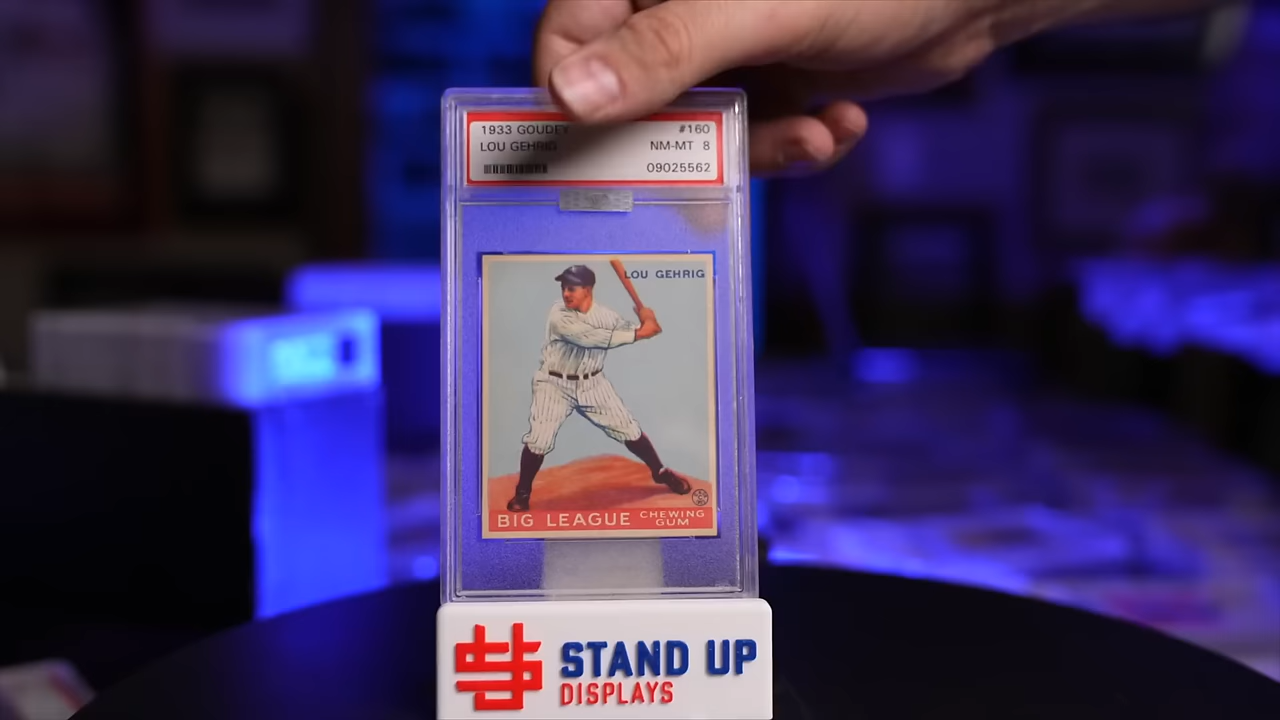 1933 GOUDEY #160
LOU GEHRIG NM-MT 8
09025562
LOU GEHRIG
BIG LEAGUE CHEWING GUM
STAND UP
DISPLAYS